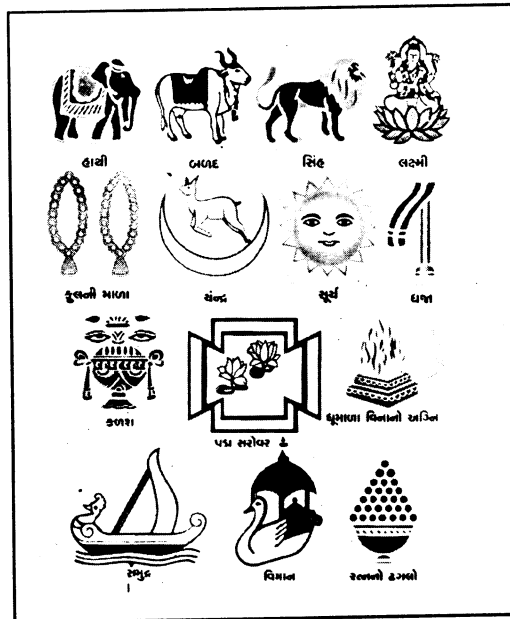 હાથી
બળદ
સિંહ
લક્ષ્મી
ફુલની માળા
ચંન્દ્ર
સૂર્ય
ધજા
કળશ
પદ્મ સરોવર
ધૂમાળા વિનાનો અગ્નિ
સમુદ્ર
વિમાન
રત્નનો ઢગલો